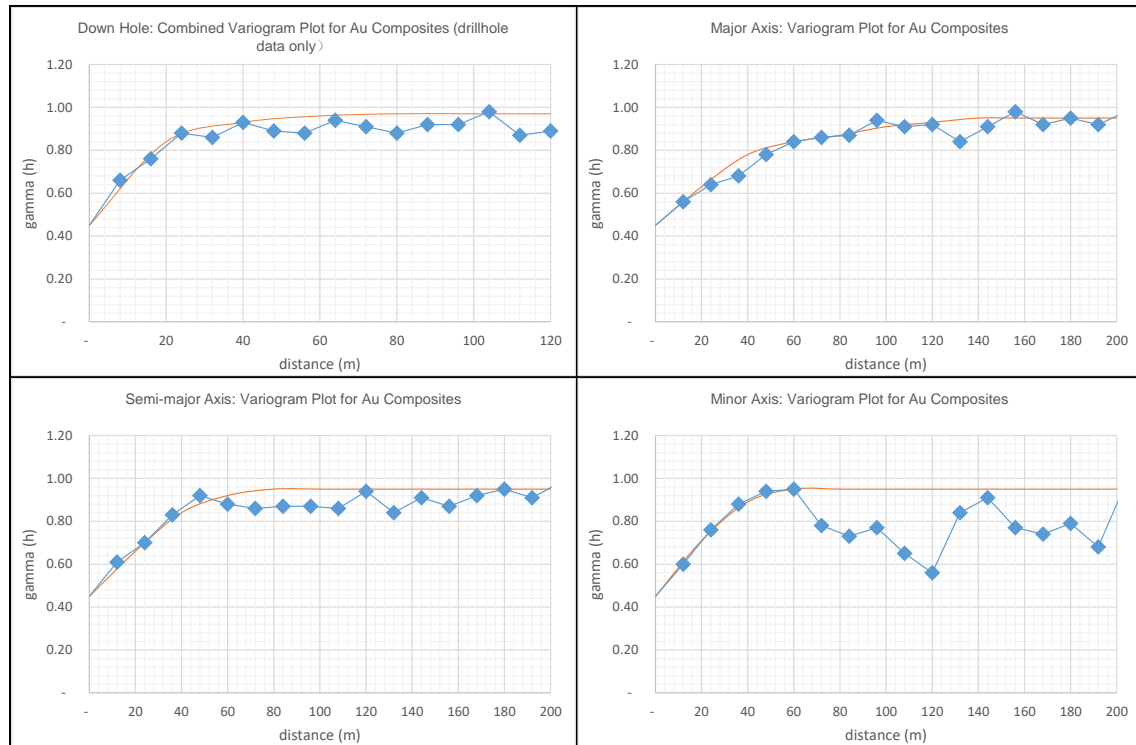 Down Hole: Combined Variogram Plot for Au Composites (drillhole
data only）
1.20
1.00
0.80
0.60
0.40
0.20
-
gamma (h)
- 20 40 60 80 100 120
distance (m)
Major Axis: Variogram Plot for Au Composites
1.20
1.00
0.80
0.60
0.40
0.20
-
gamma (h)
- 20 40 60 80 100 120 140 160 180 200
distance (m)
Semi-major Axis: Variogram Plot for Au Composites
1.20
1.00
0.80
0.60
0.40
0.20
-
gamma (h)
- 20 40 60 80 100 120 140 160 180 200
distance (m)
Minor Axis: Variogram Plot for Au Composites
1.20
1.00
0.80
0.60
0.40
0.20
-
gamma (h)
- 20 40 60 80 100 120 140 160 180 200
distance (m)